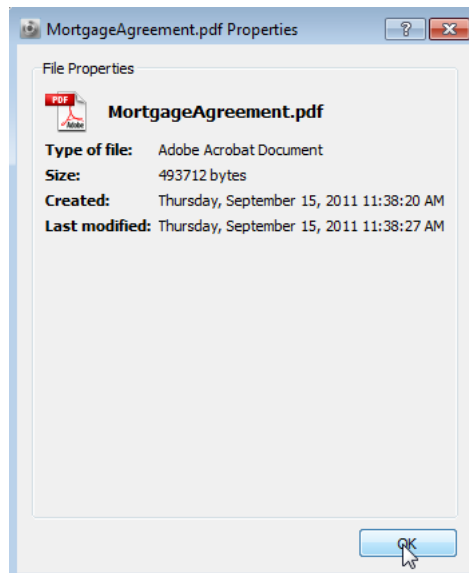 MortgageAgreement.pdf Properties
File Properties
PDF
Adobe
MortgageAgreement.pdf
Type of file: Adobe Acrobat Document
Size: 493712 bytes
Created: Thursday, September 15, 2011 11:38:20 AM
Last modified: Thursday, September 15, 2011 11:38:27 AM
OK